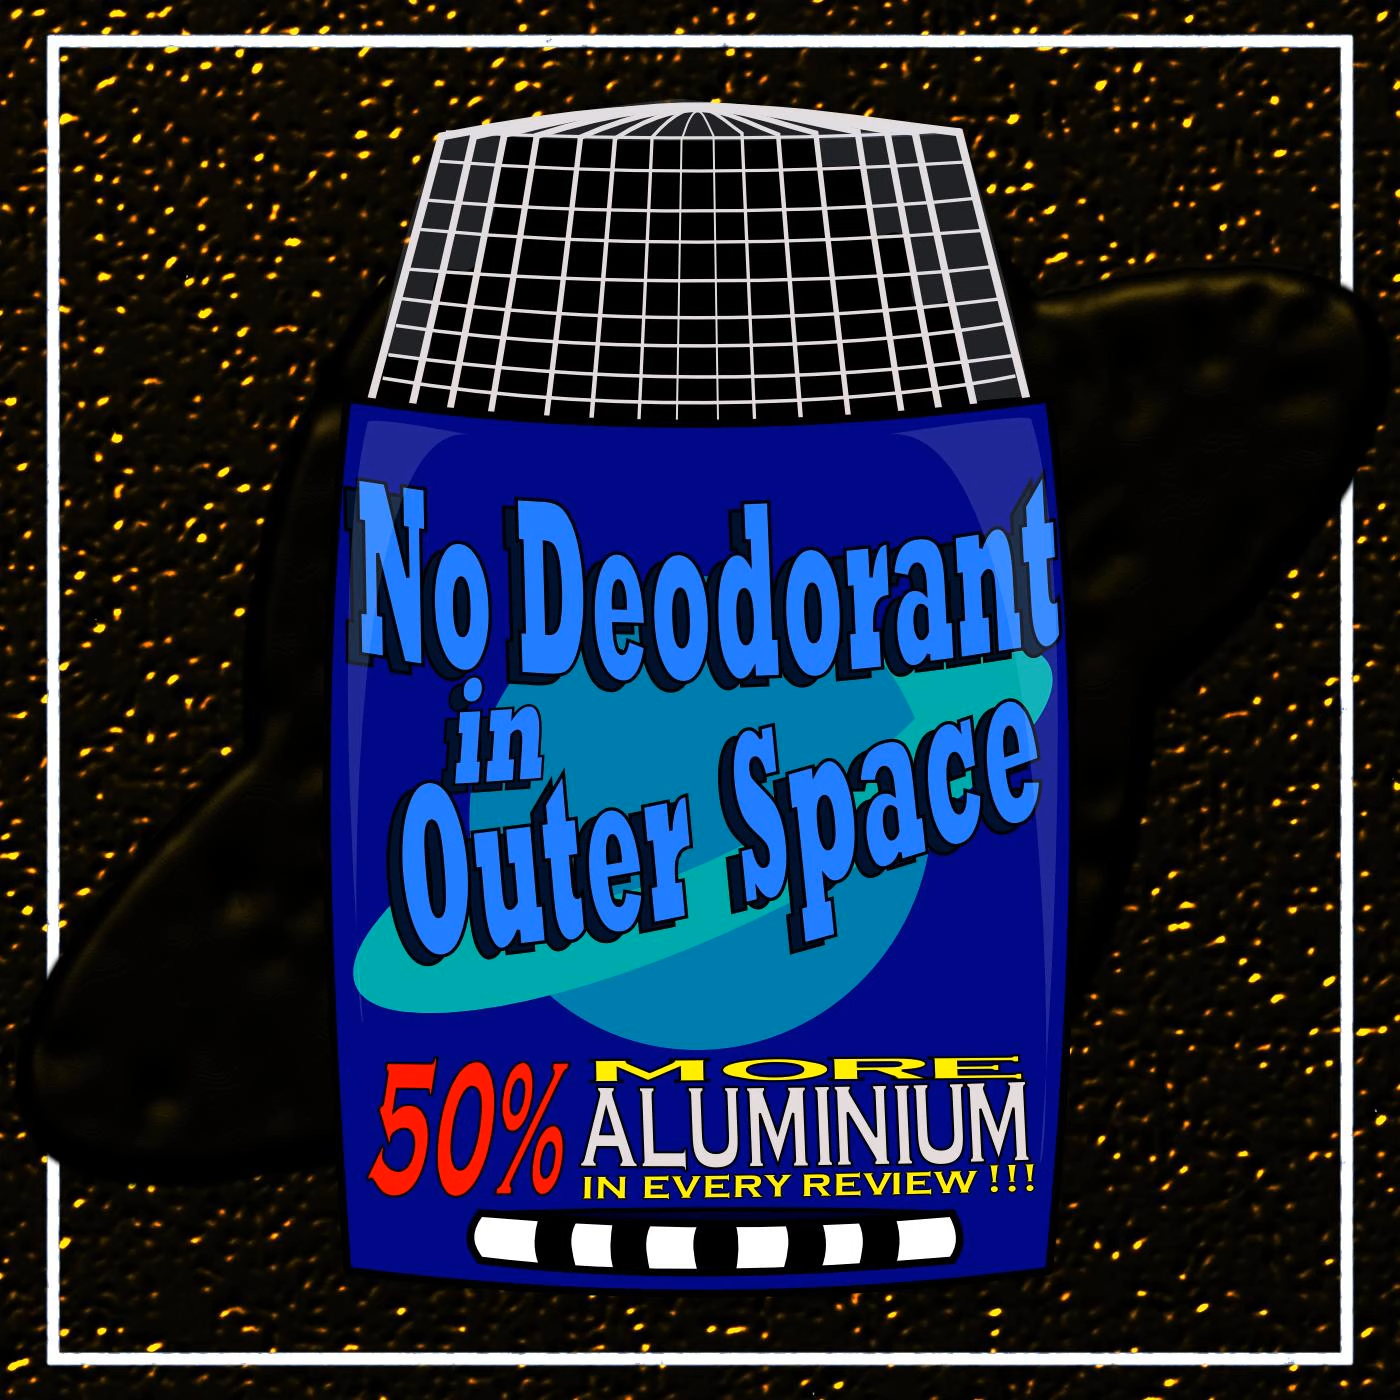 No Deodorant
in
Outer Space
50% MORE
ALUMINIUM
IN EVERY REVIEW !!!